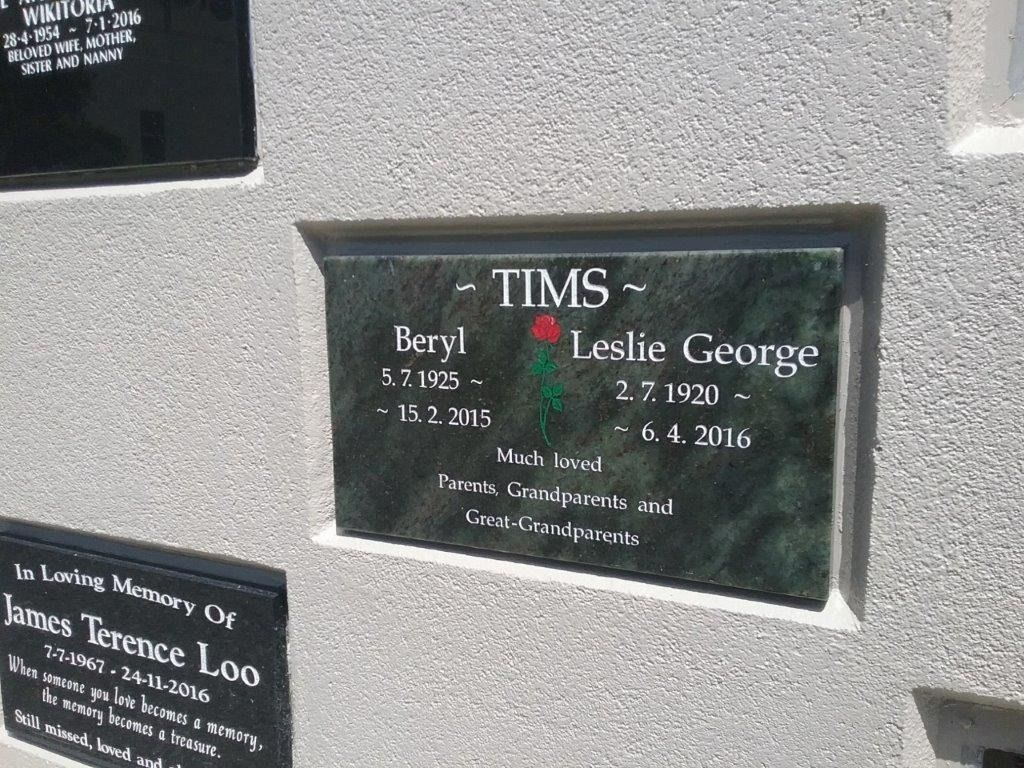 WIKITORIA
28·4·1954 ~ 7·1·2016
BELOVED WIFE, MOTHER,
SISTER AND NANNY
~ TIMS ~
Beryl
5. 7. 1925 ~
~ 15. 2. 2015
Leslie George
2. 7. 1920 ~
~ 6. 4. 2016
Much loved
Parents, Grandparents and
Great-Grandparents
In Loving Memory Of
James Terence Loo
7-7-1967 - 24-11-2016
When someone you love becomes a memory,
the memory becomes a treasure.
Still missed, loved and